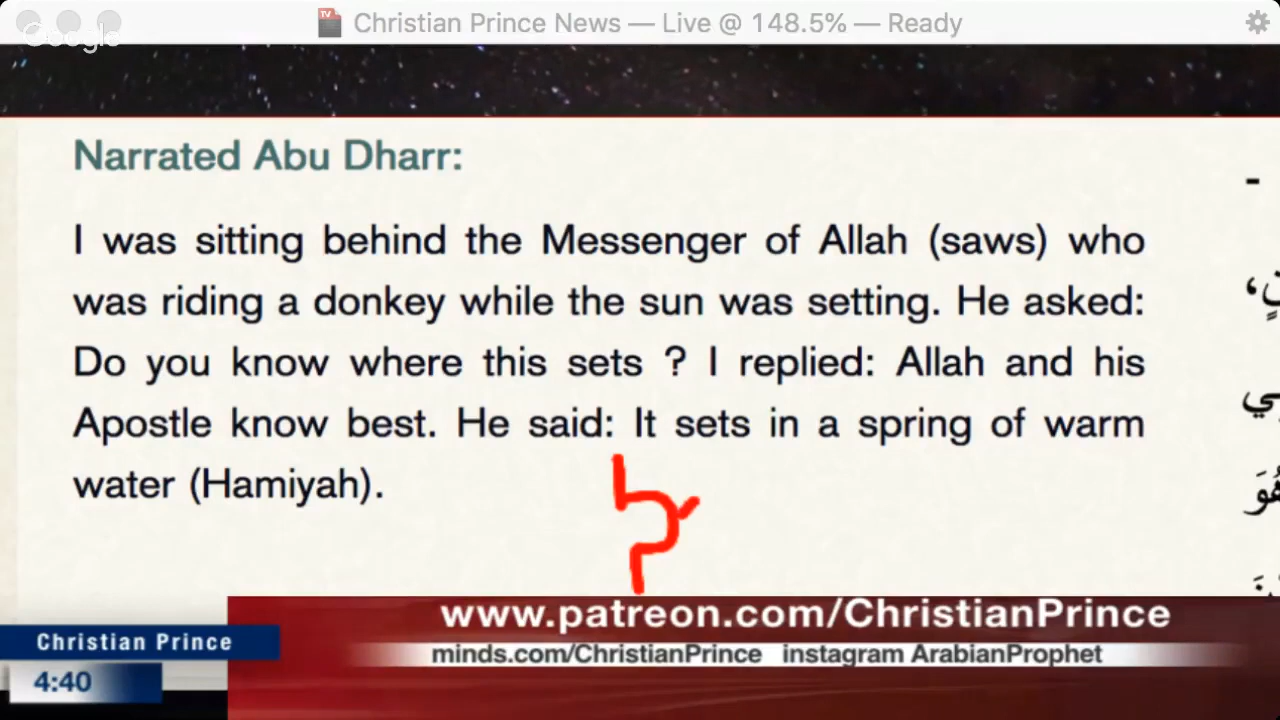 TV Christian Prince News — Live @ 148.5% — Ready
Google
Narrated Abu Dharr:
I was sitting behind the Messenger of Allah (saws) who
was riding a donkey while the sun was setting. He asked:
Do you know where this sets ? I replied: Allah and his
Apostle know best. He said: It sets in a spring of warm
water (Hamiyah).
www.patreon.com/ChristianPrince
Christian Prince
minds.com/ChristianPrince instagram ArabianProphet
4:40